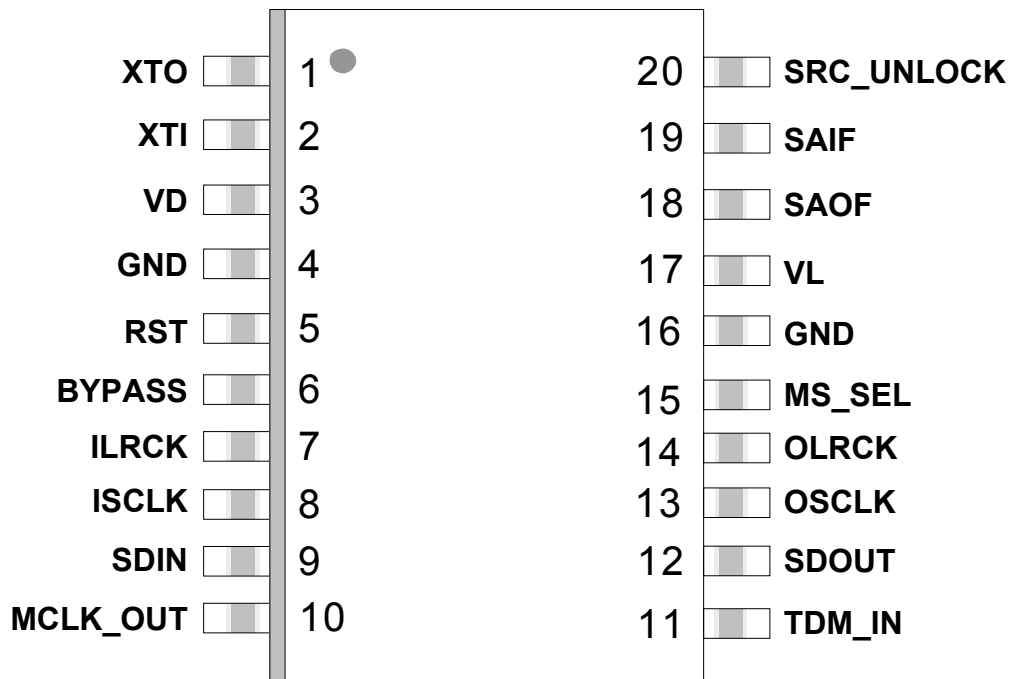 XTO 1 20 SRC_UNLOCK
XTI 2 19 SAIF
VD 3 18 SAOF
GND 4 17 VL
RST 5 16 GND
BYPASS 6 15 MS_SEL
ILRCK 7 14 OLRCK
ISCLK 8 13 OSCLK
SDIN 9 12 SDOUT
MCLK_OUT 10 11 TDM_IN